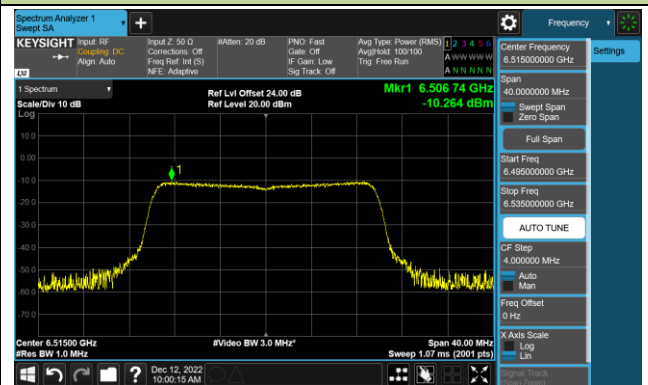 Spectrum Analyzer 1
Swept SA
Frequency
KEYSIGHT Input: RF
Coupling: DC
Align: Auto
Input Z: 50 Ω
Corrections: Off
Freq Ref: Int (S)
NFE: Adaptive
#Atten: 20 dB
PNO: Fast
Gate: Off
IF Gain: Low
Sig Track: Off
Avg Type: Power (RMS)
Avg|Hold: 100/100
Trig: Free Run
1 2 3 4 5 6
A W W W W W
A N N N N N
LXI
Center Frequency
6.515000000 GHz
Settings
Span
40.0000000 MHz
Swept Span
Zero Span
Full Span
Start Freq
6.495000000 GHz
Stop Freq
6.535000000 GHz
AUTO TUNE
CF Step
4.000000 MHz
Auto
Man
Freq Offset
0 Hz
X Axis Scale
Log
Lin
Signal Track
(Span Zoom)
1 Spectrum
Scale/Div 10 dB
Log
Ref Lvl Offset 24.00 dB
Ref Level 20.00 dBm
Mkr1 6.506 74 GHz
-10.264 dBm
10.0
0.00
-10.0
-20.0
-30.0
-40.0
-50.0
-60.0
-70.0
1
Center 6.51500 GHz
#Res BW 1.0 MHz
#Video BW 3.0 MHz*
Span 40.00 MHz
Sweep 1.07 ms (2001 pts)
Dec 12, 2022
10:00:15 AM